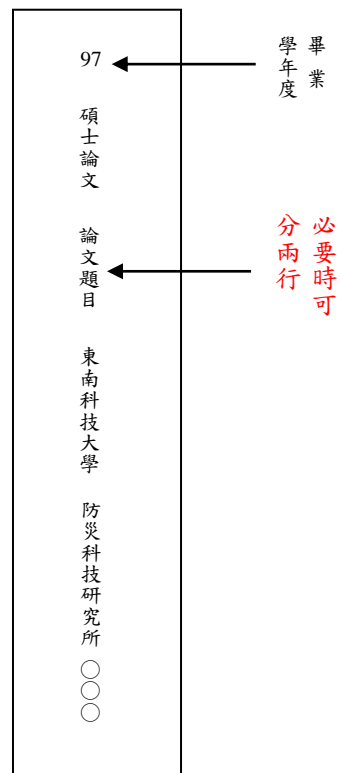 97
碩士論文
論文題目
東南科技大學
防災科技研究所
○○○
畢業
學年度
必要時可
分兩行